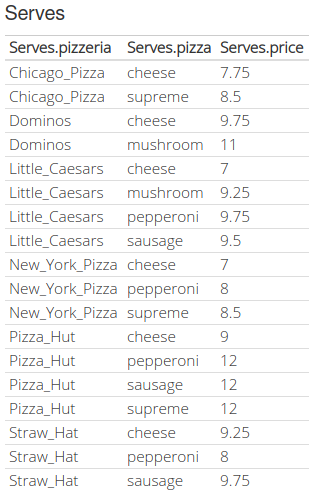 Serves
Serves.pizzeria Serves.pizza Serves.price
Chicago_Pizza cheese 7.75
Chicago_Pizza supreme 8.5
Dominos cheese 9.75
Dominos mushroom 11
Little_Caesars cheese 7
Little_Caesars mushroom 9.25
Little_Caesars pepperoni 9.75
Little_Caesars sausage 9.5
New_York_Pizza cheese 7
New_York_Pizza pepperoni 8
New_York_Pizza supreme 8.5
Pizza_Hut cheese 9
Pizza_Hut pepperoni 12
Pizza_Hut sausage 12
Pizza_Hut supreme 12
Straw_Hat cheese 9.25
Straw_Hat pepperoni 8
Straw_Hat sausage 9.75